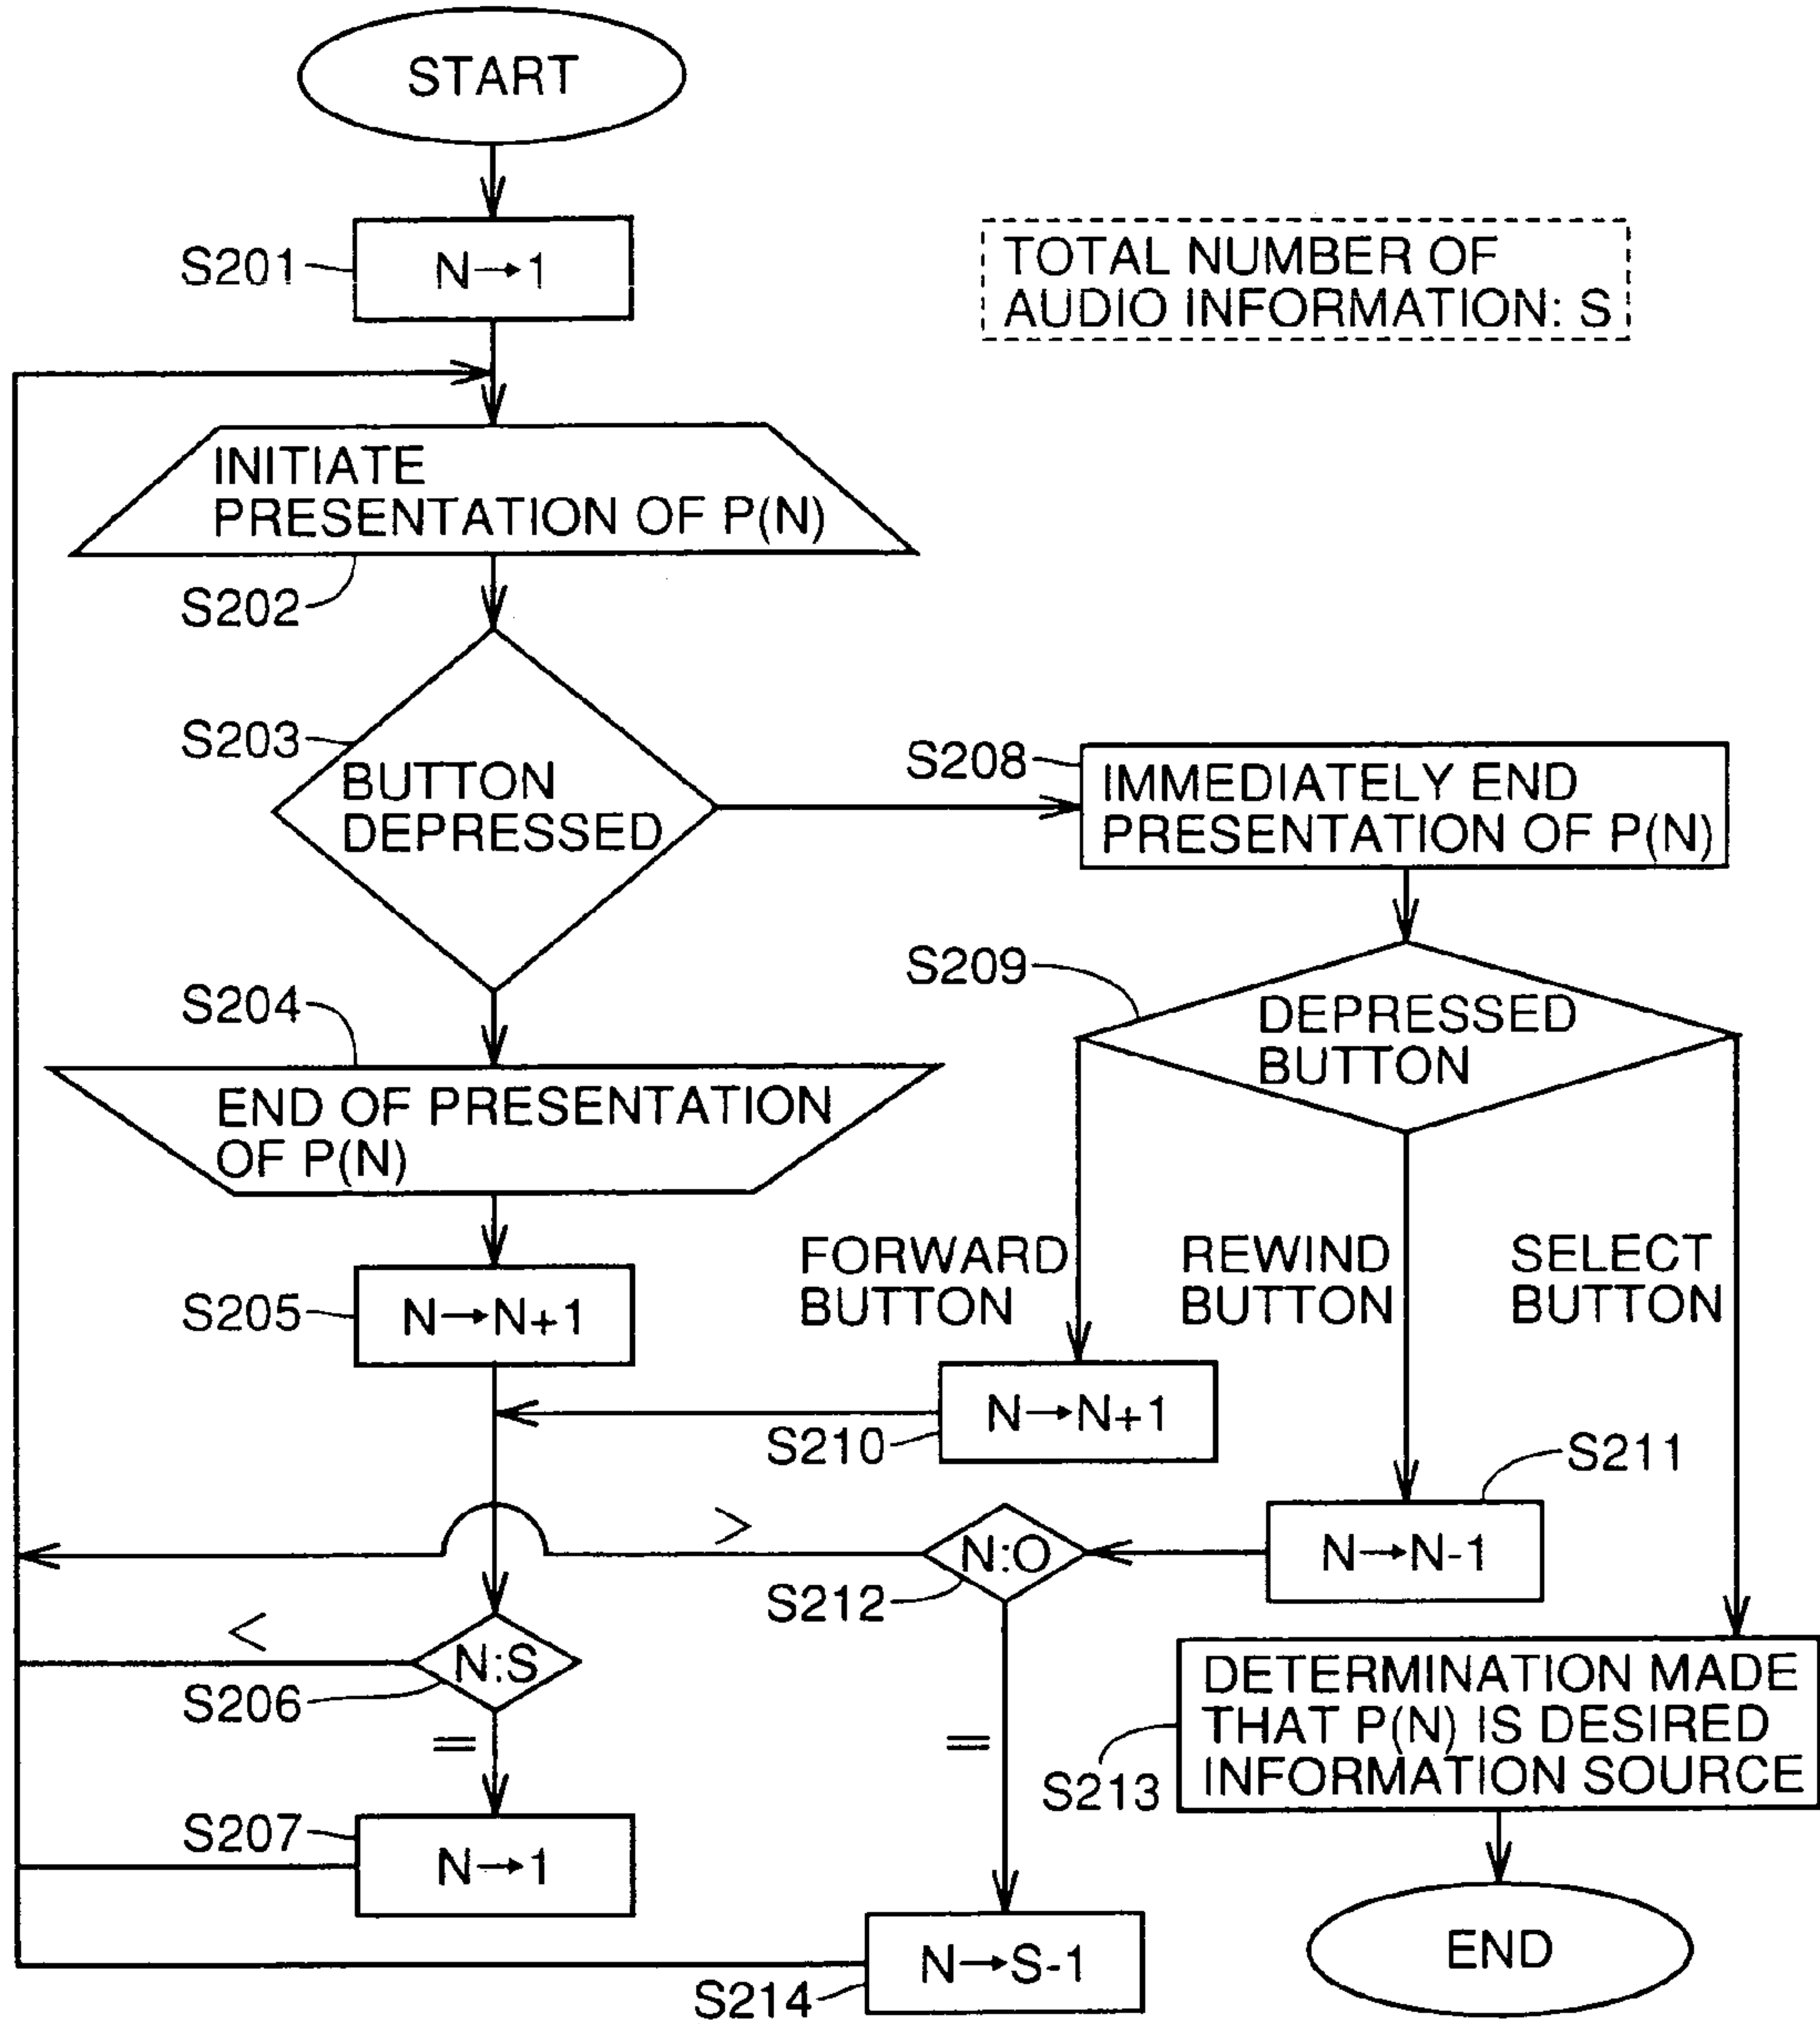 START
S201
N→1
TOTAL NUMBER OF
AUDIO INFORMATION: S
INITIATE
PRESENTATION OF P(N)
S202
S203
BUTTON
DEPRESSED
S208
IMMEDIATELY END
PRESENTATION OF P(N)
S209
DEPRESSED
BUTTON
S204
END OF PRESENTATION
OF P(N)
FORWARD
BUTTON
REWIND
BUTTON
SELECT
BUTTON
S205
N→N+1
N→N+1
S210
S211
N→N-1
>
N:O
S212
<
N:S
S206
=
=
DETERMINATION MADE
THAT P(N) IS DESIRED
INFORMATION SOURCE
S213
S207
N→1
N→S-1
S214
END